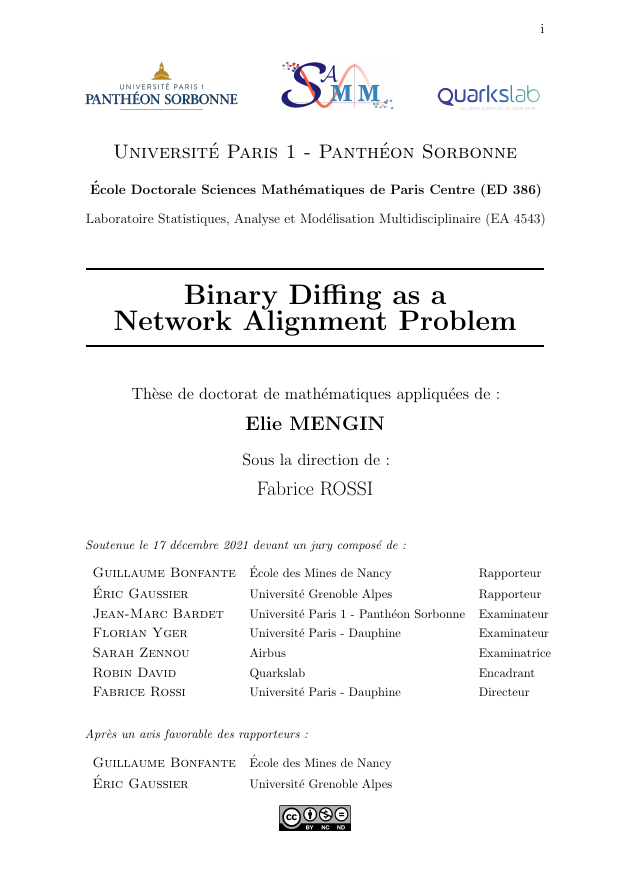 i
UNIVERSITÉ PARIS 1
PANTHÉON SORBONNE
SAMM
Quarkslab
Université Paris 1 - Panthéon Sorbonne
École Doctorale Sciences Mathématiques de Paris Centre (ED 386)
Laboratoire Statistiques, Analyse et Modélisation Multidisciplinaire (EA 4543)
Binary Diffing as a
Network Alignment Problem
Thèse de doctorat de mathématiques appliquées de :
Elie MENGIN
Sous la direction de :
Fabrice ROSSI
Soutenue le 17 décembre 2021 devant un jury composé de :
Guillaume Bonfante École des Mines de Nancy Rapporteur
Éric Gaussier Université Grenoble Alpes Rapporteur
Jean-Marc Bardet Université Paris 1 - Panthéon Sorbonne Examinateur
Florian Yger Université Paris - Dauphine Examinateur
Sarah Zennou Airbus Examinatrice
Robin David Quarkslab Encadrant
Fabrice Rossi Université Paris - Dauphine Directeur
Après un avis favorable des rapporteurs :
Guillaume Bonfante École des Mines de Nancy
Éric Gaussier Université Grenoble Alpes
cc BY NC ND